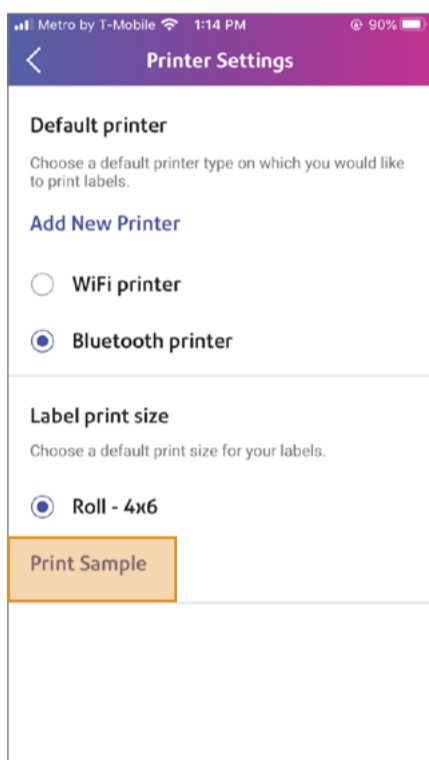 Metro by T-Mobile 1:14 PM 90%
Printer Settings
Default printer
Choose a default printer type on which you would like
to print labels.
Add New Printer
WiFi printer
Bluetooth printer
Label print size
Choose a default print size for your labels.
Roll - 4x6
Print Sample